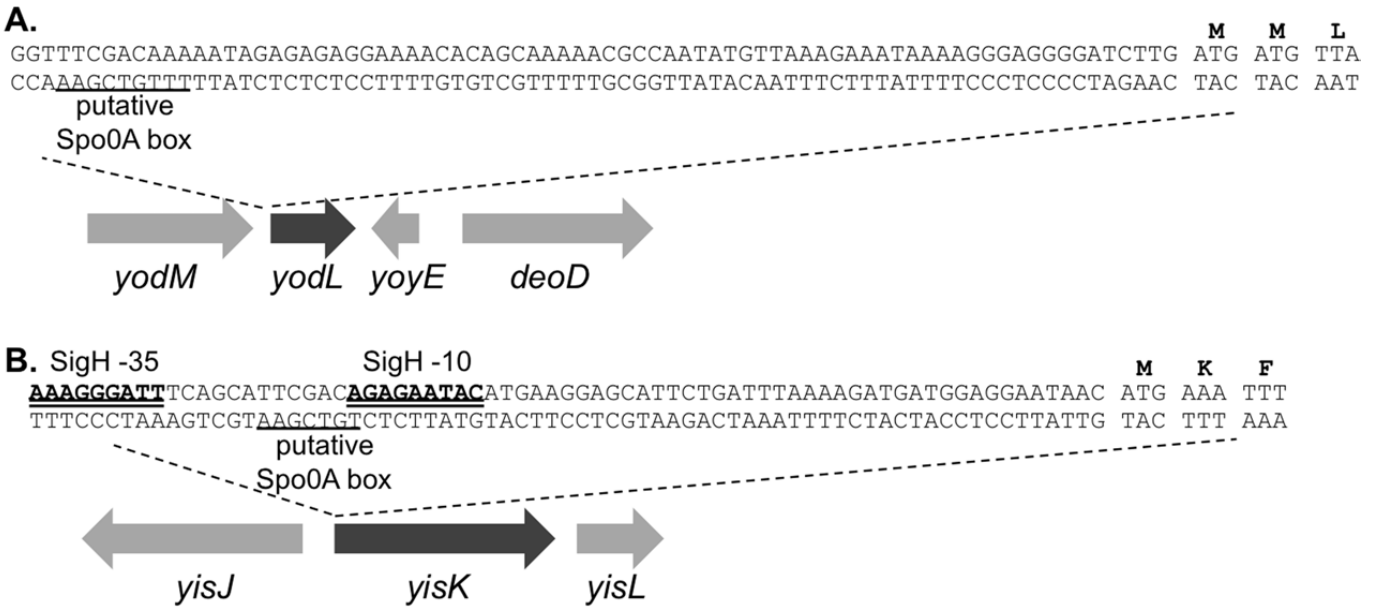 A.
M M L
GGTTTCGACAAAAATAGAGAGAGGAAAACACAGCAAAAACGCCAATATGTTAAAGAAATAAAAGGGAGGGGATCTTG ATG ATG TTA
CCAAAGCTGTTTTTATCTCTCTCCTTTTGTGTCGTTTTTGCGGTTATACAATTTCTTTATTTTCCCTCCCCTAGAAC TAC TAC AAT
putative
Spo0A box
yodM yodL yoyE deoD
B. SigH -35 SigH -10
M K F
AAAGGGATTTCAGCATTCGACAGAGAATACATGAAGGAGCATTCTGATTTAAAAGATGATGGAGGAATAAC ATG AAA TTT
TTTCCCTAAAGTCGTAAGCTGTCTCTTATGTACTTCCTCGTAAGACTAAATTTTCTACTACCTCCTTATTG TAC TTT AAA
putative
Spo0A box
yisJ yisK yisL